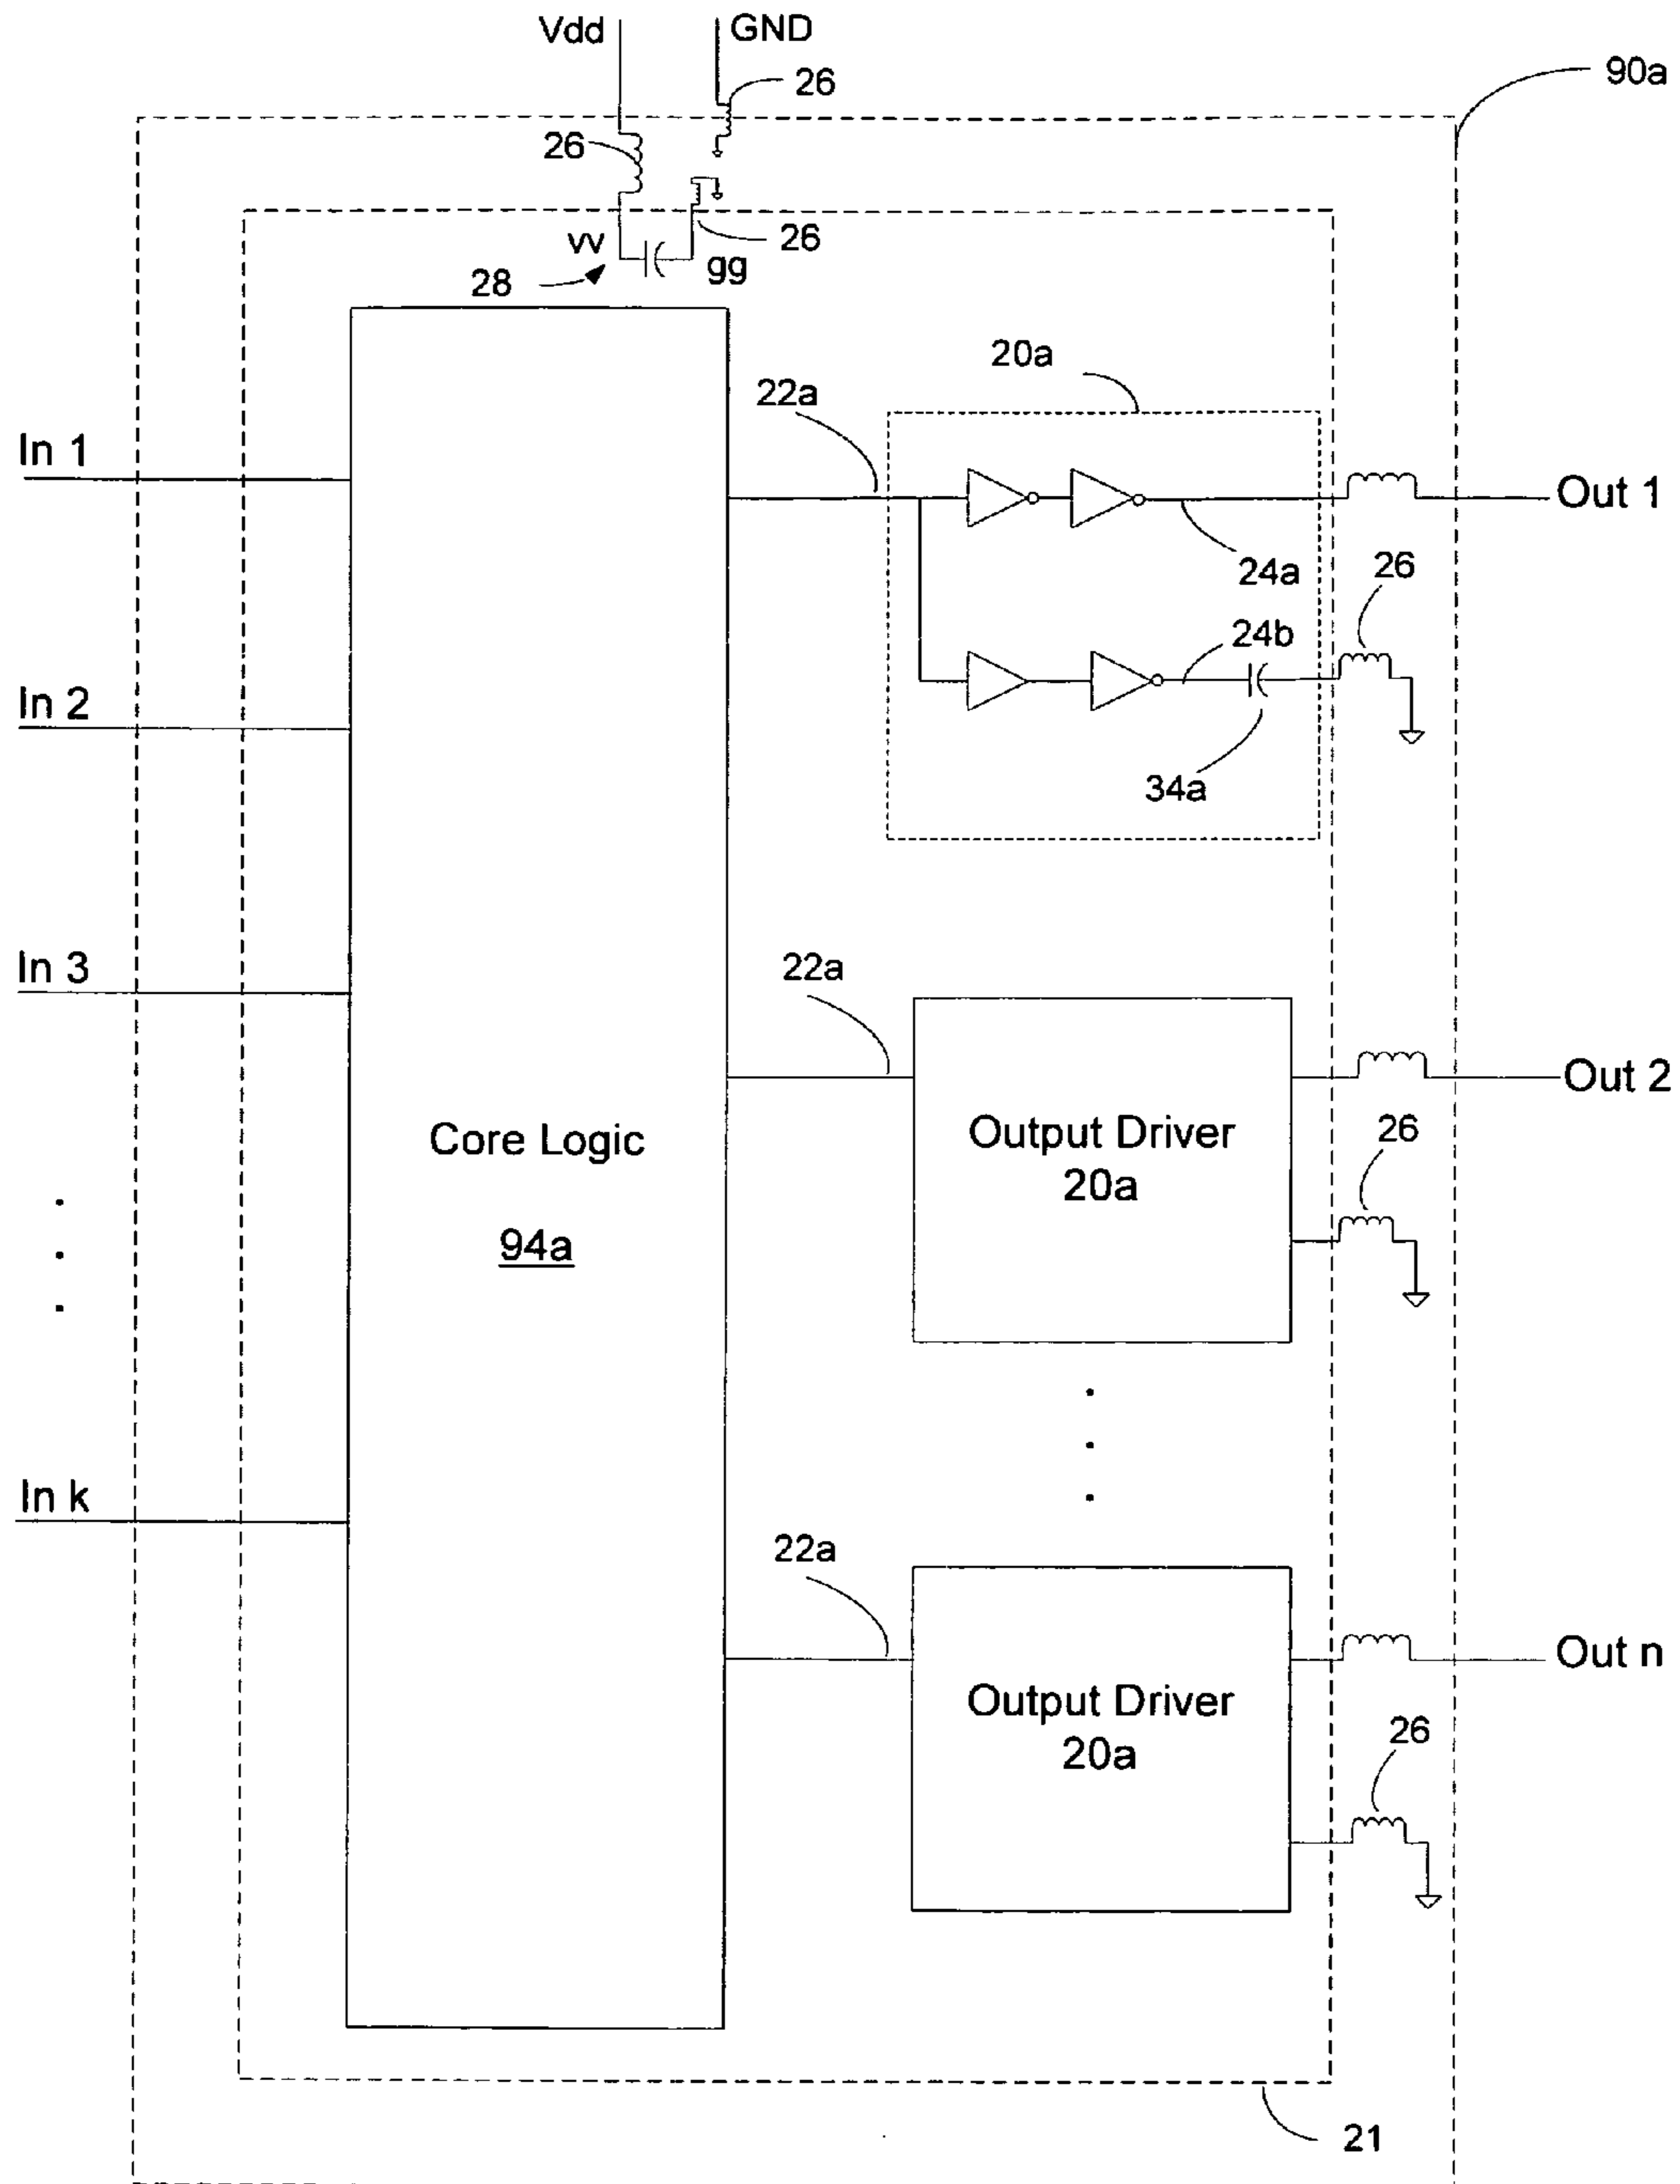 Vdd
GND
26
90a
26
vv
26
28
gg
20a
22a
In 1
Out 1
24a
26
24b
In 2
34a
In 3
22a
Out 2
Core Logic
94a
Output Driver
20a
26
In k
22a
Out n
Output Driver
20a
26
21